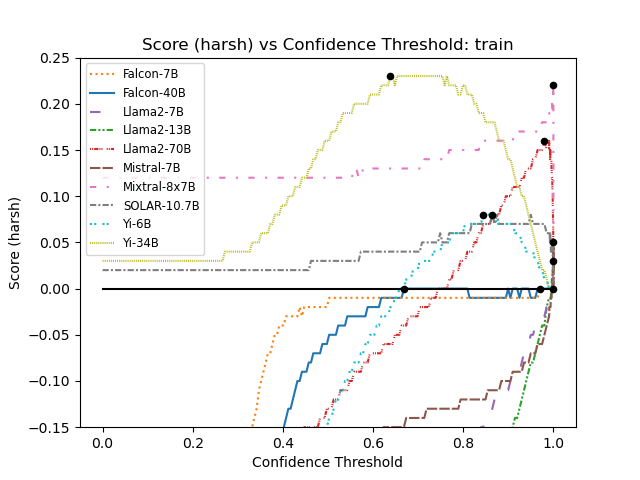 Score (harsh) vs Confidence Threshold: train
Score (harsh)
0.25
0.20
0.15
0.10
0.05
0.00
−0.05
−0.10
−0.15
Falcon-7B
Falcon-40B
Llama2-7B
Llama2-13B
Llama2-70B
Mistral-7B
Mixtral-8x7B
SOLAR-10.7B
Yi-6B
Yi-34B
0.0 0.2 0.4 0.6 0.8 1.0
Confidence Threshold